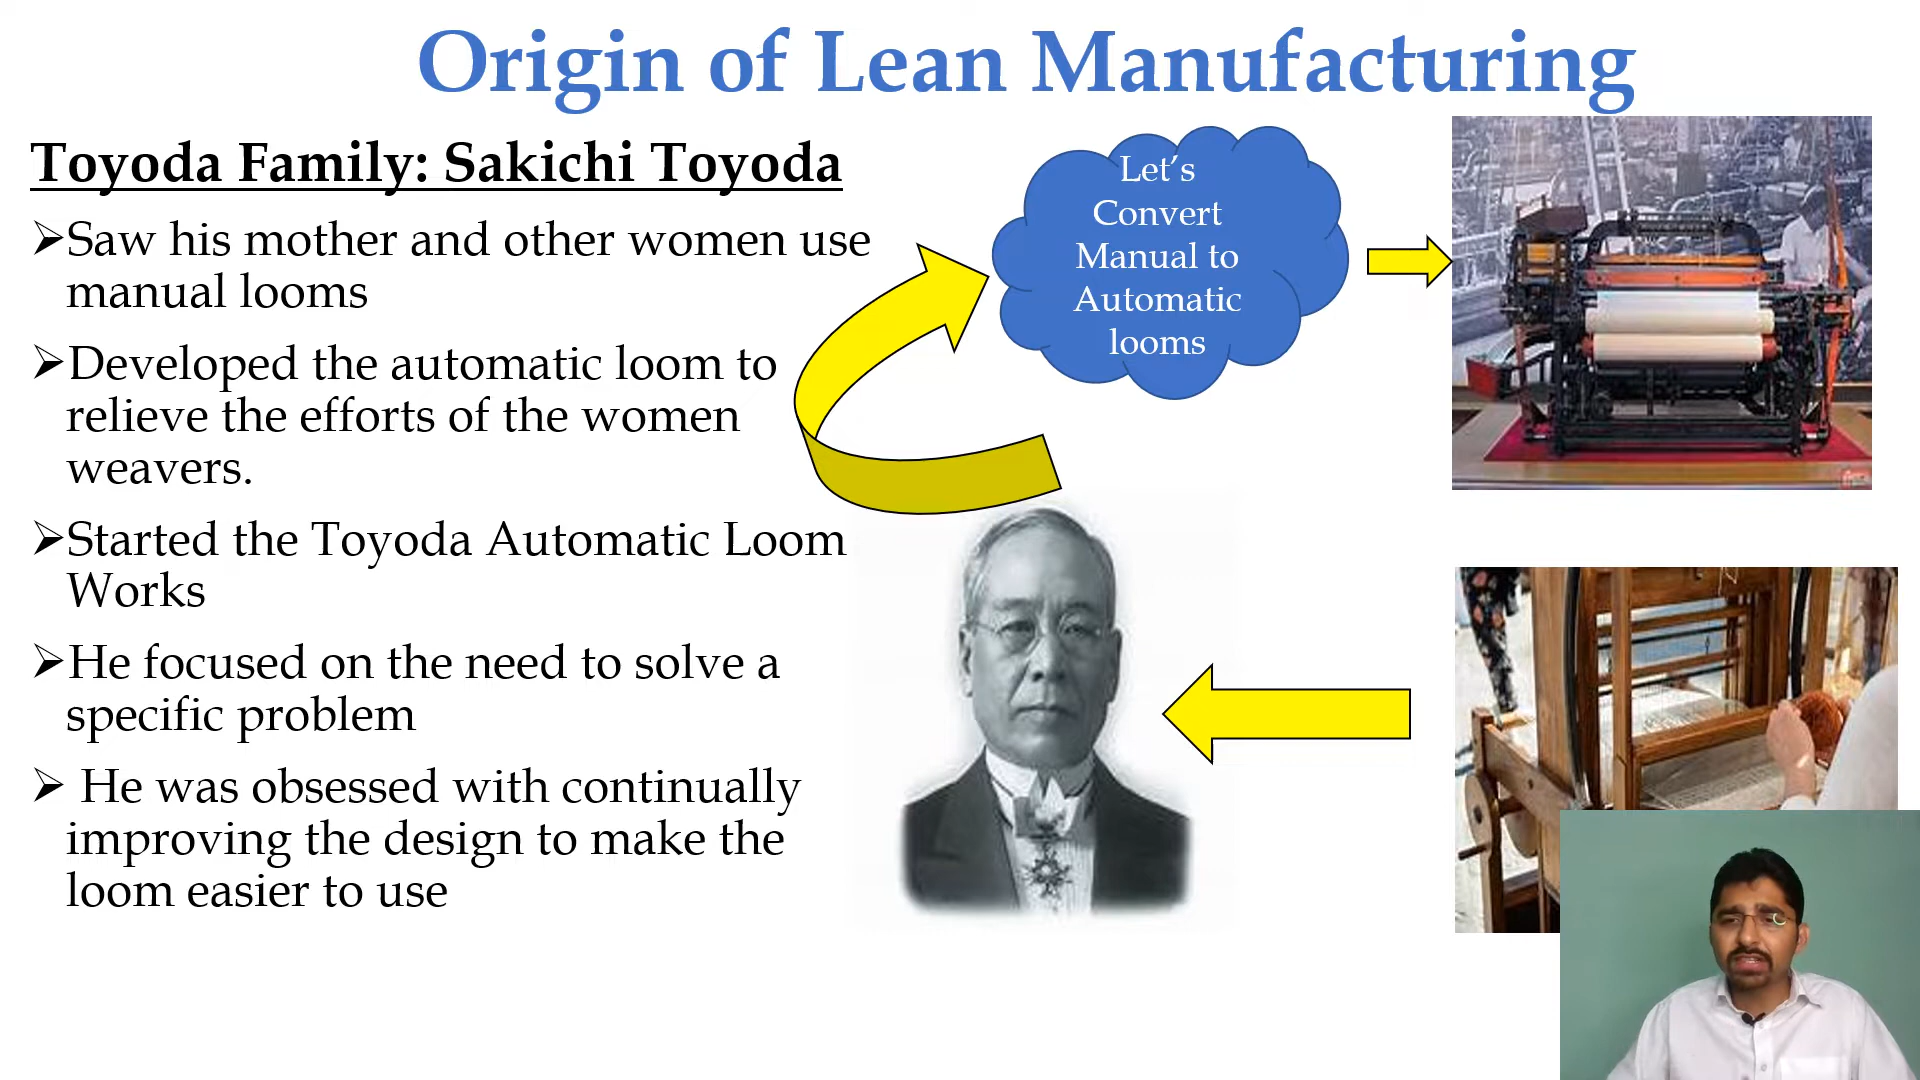 Origin of Lean Manufacturing
Toyoda Family: Sakichi Toyoda
➢Saw his mother and other women use
manual looms
➢Developed the automatic loom to
relieve the efforts of the women
weavers.
➢Started the Toyoda Automatic Loom
Works
➢He focused on the need to solve a
specific problem
➢ He was obsessed with continually
improving the design to make the
loom easier to use
Let’s
Convert
Manual to
Automatic
looms